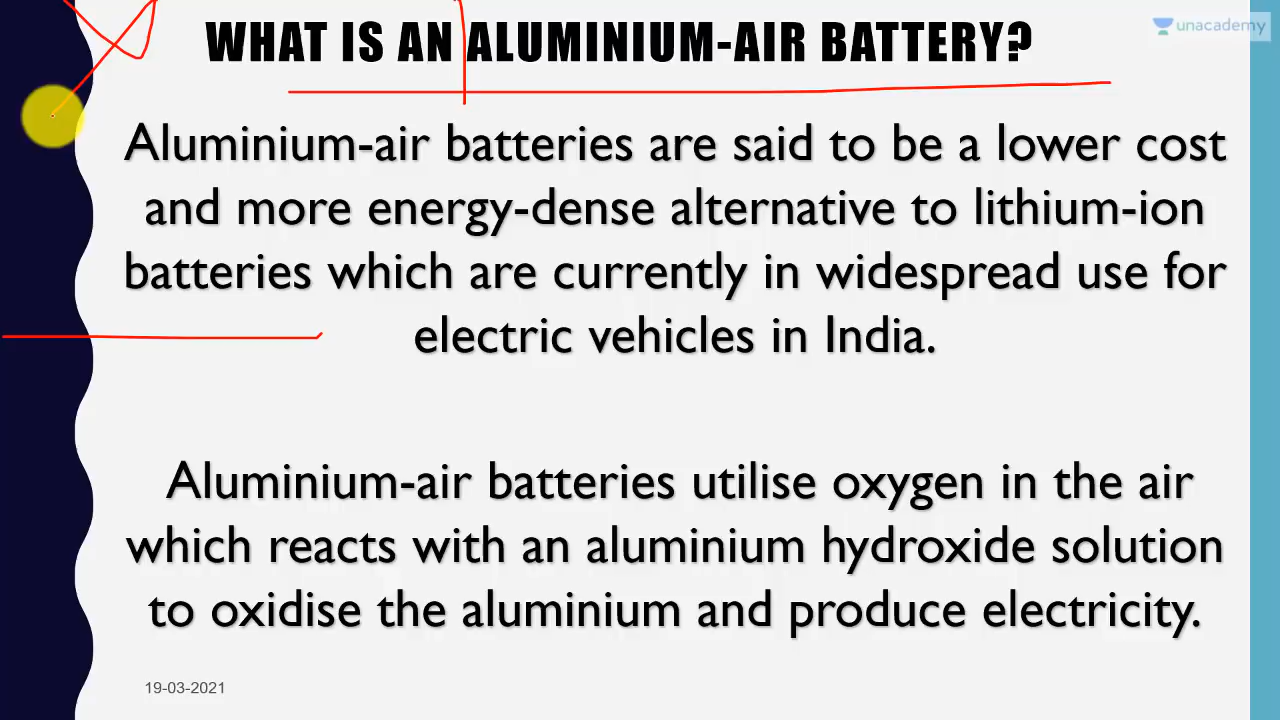 WHAT IS AN ALUMINIUM-AIR BATTERY?
unacademy
Aluminium-air batteries are said to be a lower cost
and more energy-dense alternative to lithium-ion
batteries which are currently in widespread use for
electric vehicles in India.
Aluminium-air batteries utilise oxygen in the air
which reacts with an aluminium hydroxide solution
to oxidise the aluminium and produce electricity.
19-03-2021